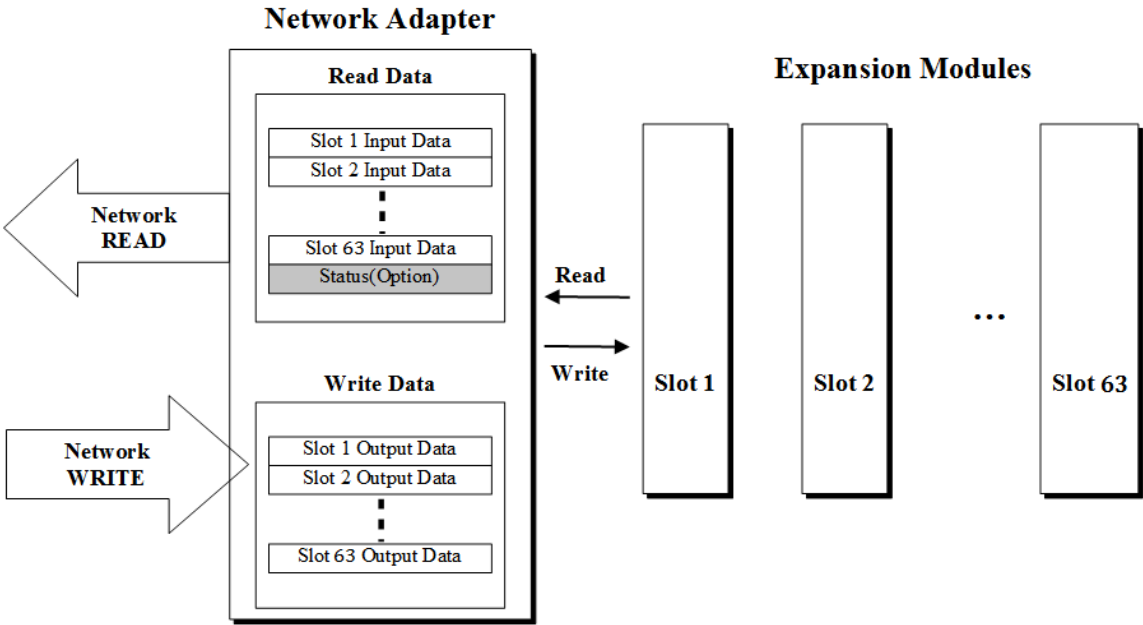 Network Adapter
Read Data
Slot 1 Input Data
Slot 2 Input Data
Slot 63 Input Data
Status(Option)
Network
READ
Write Data
Slot 1 Output Data
Slot 2 Output Data
Slot 63 Output Data
Network
WRITE
Read
Write
Expansion Modules
Slot 1
Slot 2
...
Slot 63